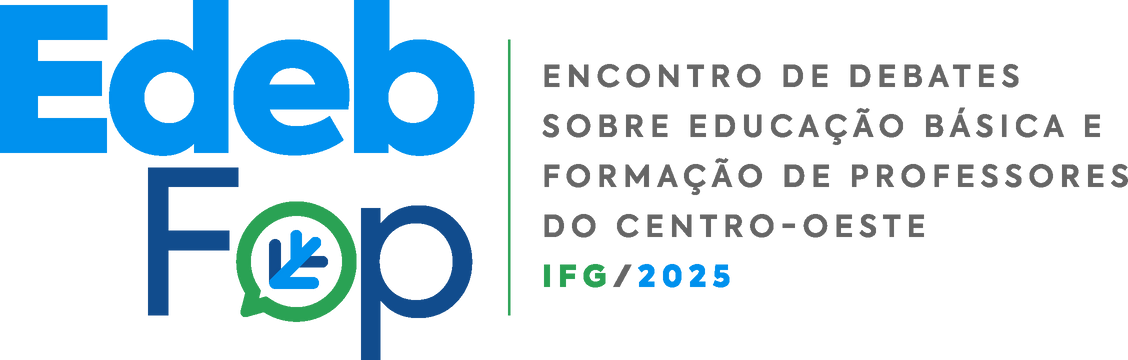 Edeb
Fop
ENCONTRO DE DEBATES
SOBRE EDUCAÇÃO BÁSICA E
FORMAÇÃO DE PROFESSORES
DO CENTRO-OESTE
IFG/2025